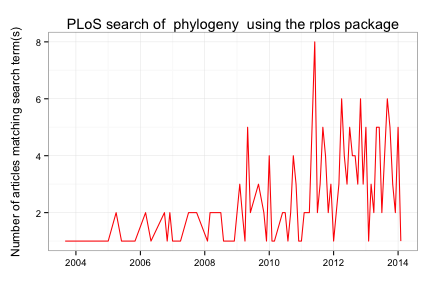 PLoS search of  phylogeny  using the rplos package
Number of articles matching search term(s)
8
6
4
2
2004 2006 2008 2010 2012 2014